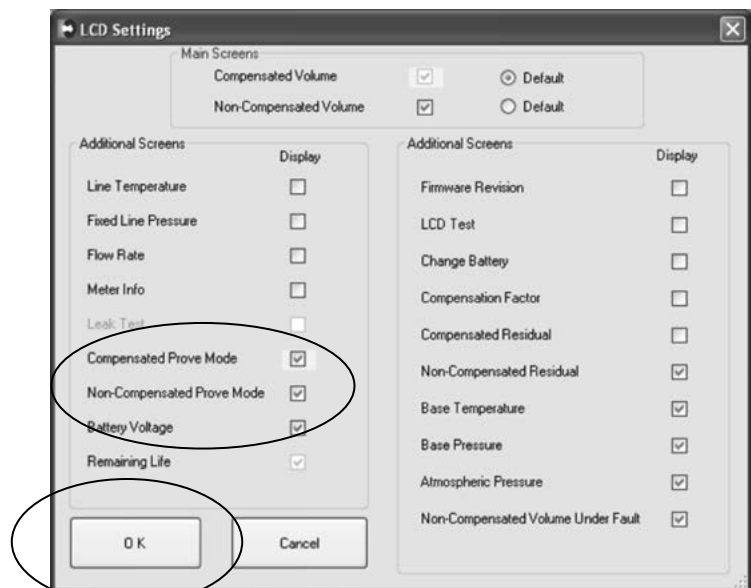 LCD Settings
Main Screens
Compensated Volume Default
Non-Compensated Volume Default
Additional Screens
Display
Line Temperature
Fixed Line Pressure
Flow Rate
Meter Info
Leak Test
Compensated Prove Mode
Non-Compensated Prove Mode
Battery Voltage
Remaining Life
OK
Cancel
Additional Screens
Display
Firmware Revision
LCD Test
Change Battery
Compensation Factor
Compensated Residual
Non-Compensated Residual
Base Temperature
Base Pressure
Atmospheric Pressure
Non-Compensated Volume Under Fault